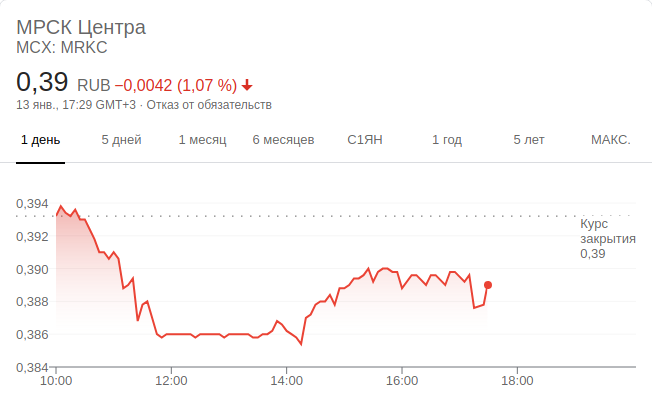 МРСК Центра
MCX: MRKC
0,39 RUB −0,0042 (1,07 %)
13 янв., 17:29 GMT+3 · Отказ от обязательств
1 день 5 дней 1 месяц 6 месяцев С1ЯН 1 год 5 лет МАКС.
0,394
Курс
закрытия
0,39
0,392
0,390
0,388
0,386
0,384
10:00 12:00 14:00 16:00 18:00